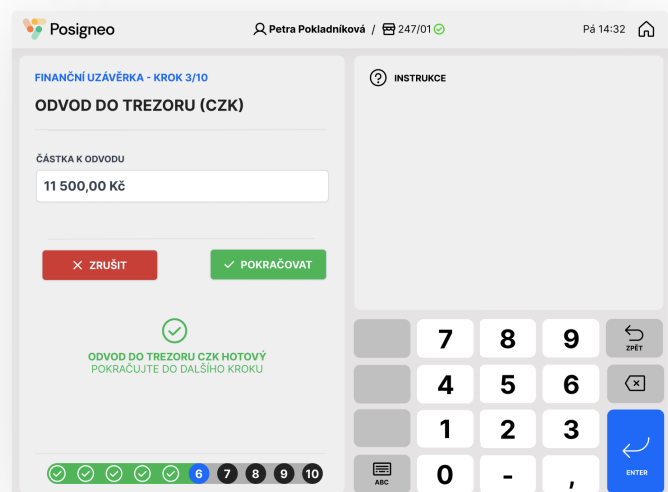 Posigneo
Petra Pokladníková / 247/01
Pá 14:32
FINANČNÍ UZÁVĚRKA - KROK 3/10
ODVOD DO TREZORU (CZK)
ČÁSTKA K ODVODU
11 500,00 Kč
ZRUŠIT
POKRAČOVAT
ODVOD DO TREZORU CZK HOTOVÝ
POKRAČUJTE DO DALŠÍHO KROKU
6 7 8 9 10
? INSTRUKCE
7 8 9 ZPĚT
4 5 6
1 2 3
ABC 0 - , ENTER